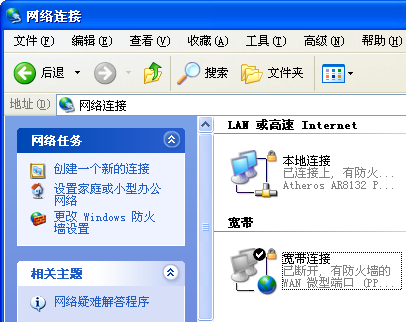 网络连接
文件(F) 编辑(E) 查看(V) 收藏(A) 工具(T) 高级(N) 帮助(H)
后退 搜索 文件夹
地址(D) 网络连接
网络任务
创建一个新的连接
设置家庭或小型办公
网络
更改 Windows 防火
墙设置
相关主题
网络疑难解答程序
LAN 或高速 Internet
本地连接
已连接上，有防火...
Atheros AR8132 P...
宽带
宽带连接
已断开，有防火墙的
WAN 微型端口 (PP...